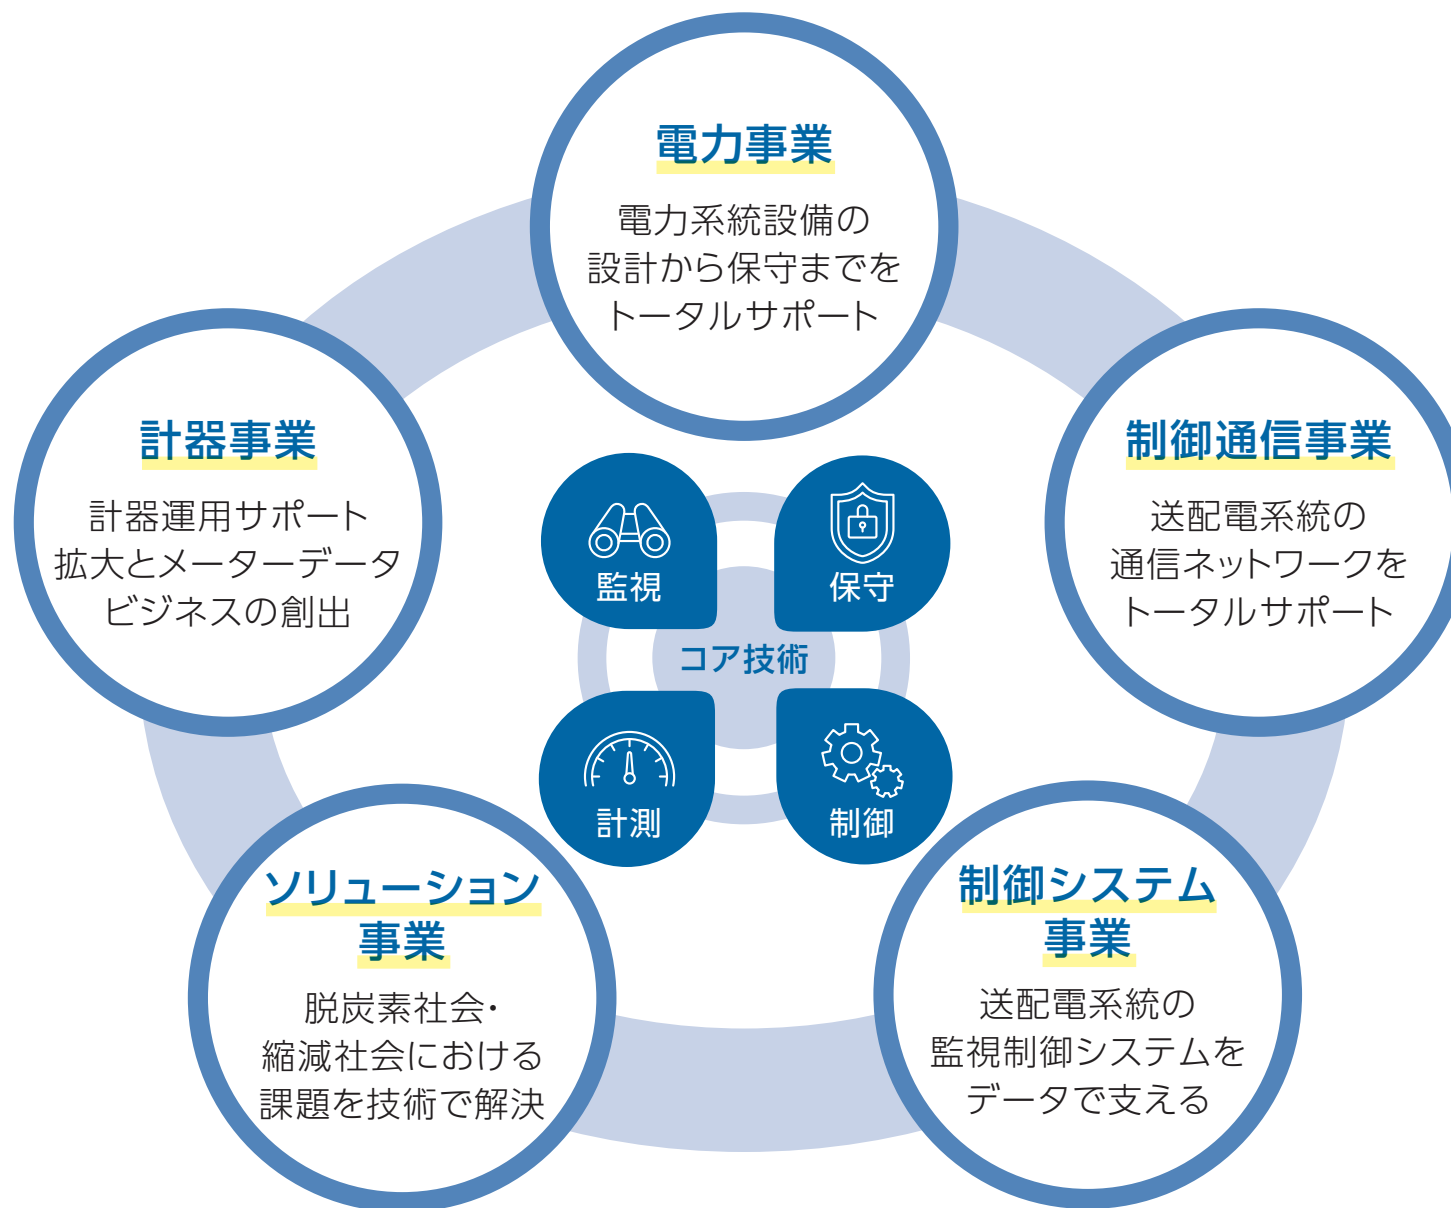 電力事業
電力系統設備の
設計から保守までを
トータルサポート
計器事業
計器運用サポート
拡大とメーターデータ
ビジネスの創出
制御通信事業
送配電系統の
通信ネットワークを
トータルサポート
監視
保守
コア技術
計測
制御
ソリューション
事業
脱炭素社会・
縮減社会における
課題を技術で解決
制御システム
事業
送配電系統の
監視制御システムを
データで支える